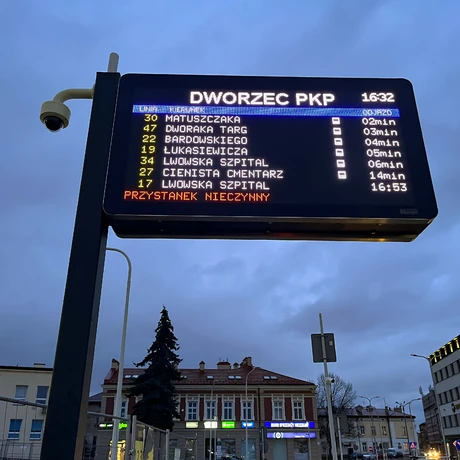 DWORZEC PKP 16:32
LINIA KIERUNEK ODJAZD
30 MATUSZCZAKA 02min
47 DWORAKA TARG 03min
22 BARDOWSKIEGO 04min
19 ŁUKASIEWICZA 05min
34 LWOWSKA SZPITAL 06min
27 CIENISTA CMENTARZ 14min
17 LWOWSKA SZPITAL 16:53
PRZYSTANEK NIECZYNNY